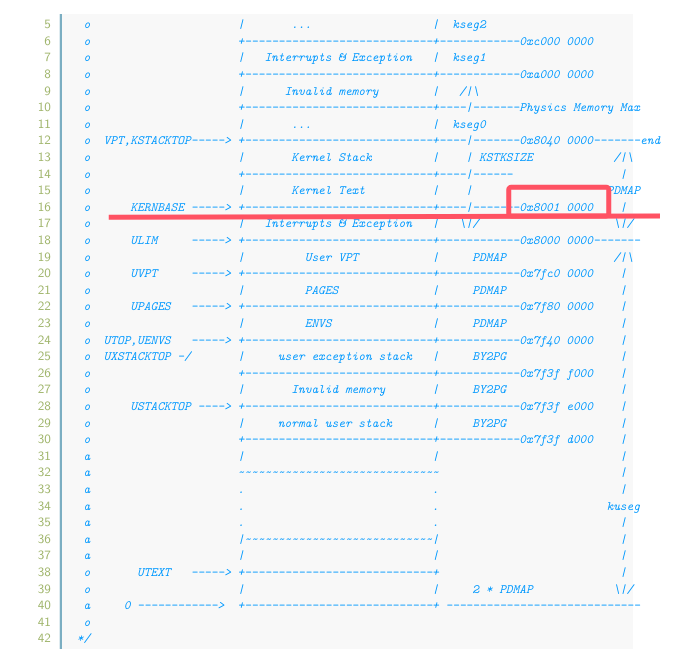 5 o | ... | kseg2
6 o +----------------------------+------------0xc000 0000
7 o | Interrupts & Exception | kseg1
8 o +----------------------------+------------0xa000 0000
9 o | Invalid memory | /|\
10 o +----------------------------+----|-------Physics Memory Max
11 o | ... | kseg0
12 o VPT,KSTACKTOP-----> +----------------------------+----|-------0x8040 0000-------end
13 o | Kernel Stack | | KSTKSIZE /|\
14 o +----------------------------+----|------ |
15 o | Kernel Text | | PDMAP
16 o KERNBASE -----> +----------------------------+----|-------0x8001 0000 |
17 o | Interrupts & Exception | \|/ \|/
18 o ULIM -----> +----------------------------+------------0x8000 0000-------
19 o | User VPT | PDMAP /|\
20 o UVPT -----> +----------------------------+------------0x7fc0 0000 |
21 o | PAGES | PDMAP |
22 o UPAGES -----> +----------------------------+------------0x7f80 0000 |
23 o | ENVS | PDMAP |
24 o UTOP,UENVS -----> +----------------------------+------------0x7f40 0000 |
25 o UXSTACKTOP -/ | user exception stack | BY2PG |
26 o +----------------------------+------------0x7f3f f000 |
27 o | Invalid memory | BY2PG |
28 o USTACKTOP ----> +----------------------------+------------0x7f3f e000 |
29 o | normal user stack | BY2PG |
30 o +----------------------------+------------0x7f3f d000 |
31 a | | |
32 a ~~~~~~~~~~~~~~~~~~~~~~~~~~~~~~ |
33 a . . |
34 a . . kuseg
35 a . . |
36 a |----------------------------| |
37 a | | |
38 o UTEXT -----> +----------------------------+ |
39 o | | 2 * PDMAP \|/
40 a 0 ------------> +----------------------------+ -----------------------------
41 o
42 */